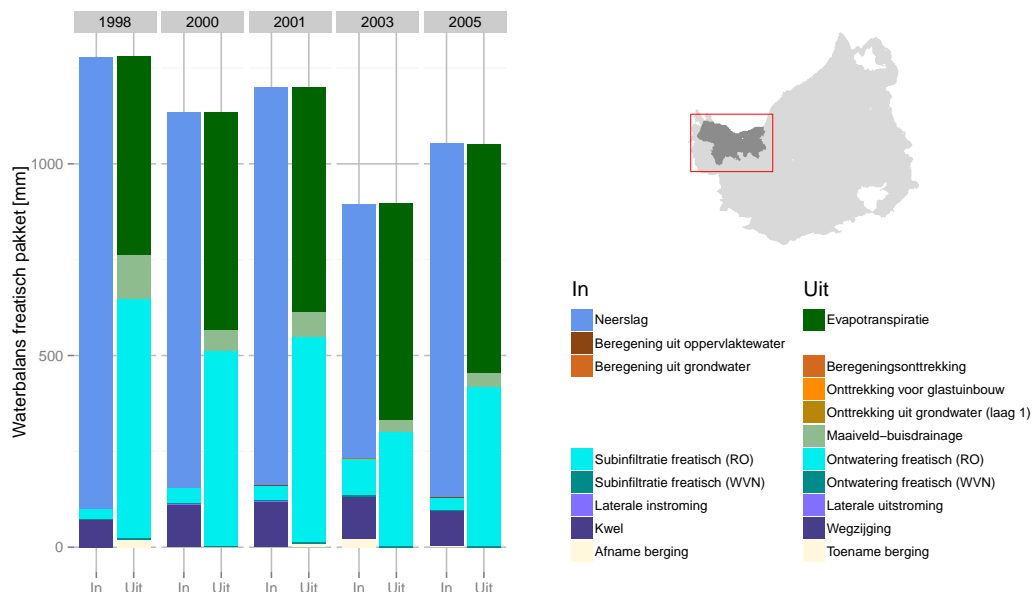 1998 2000 2001 2003 2005
Waterbalans freatisch pakket [mm]
1000
500
0
In Uit In Uit In Uit In Uit In Uit
In Uit
Neerslag Evapotranspiratie
Beregening uit oppervlaktewater
Beregening uit grondwater Beregeningsonttrekking
Onttrekking voor glastuinbouw
Onttrekking uit grondwater (laag 1)
Maaiveld−buisdrainage
Subinfiltratie freatisch (RO) Ontwatering freatisch (RO)
Subinfiltratie freatisch (WVN) Ontwatering freatisch (WVN)
Laterale instroming Laterale uitstroming
Kwel Wegzijging
Afname berging Toename berging